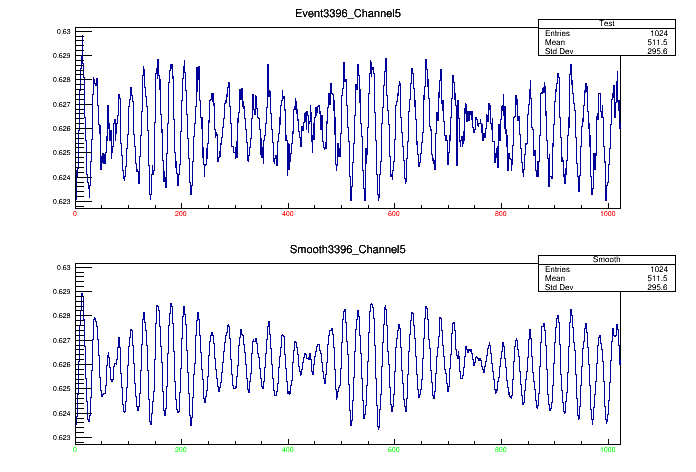 Event3396_Channel5
Test
Entries 1024
Mean 511.5
Std Dev 295.6
0.63
0.629
0.628
0.627
0.626
0.625
0.624
0.623
0 200 400 600 800 1000
Smooth3396_Channel5
Smooth
Entries 1024
Mean 511.5
Std Dev 295.6
0.63
0.629
0.628
0.627
0.626
0.625
0.624
0.623
0 200 400 600 800 1000